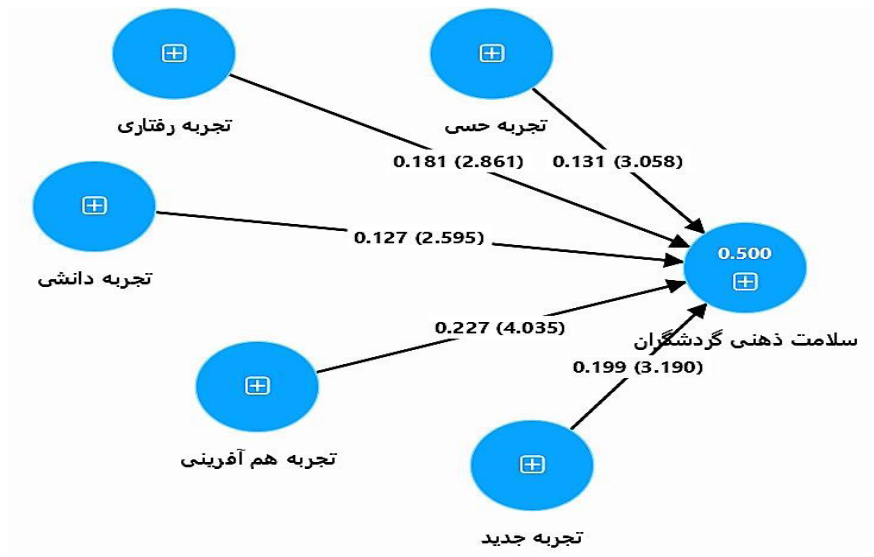 تجربه حسی
تجربه رفتاری
0.181 (2.861)
0.131 (3.058)
0.127 (2.595)
0.500
تجربه دانشی
0.227 (4.035)
سلامت ذهنی گردشگران
0.199 (3.190)
تجربه هم آفرینی
تجربه جدید